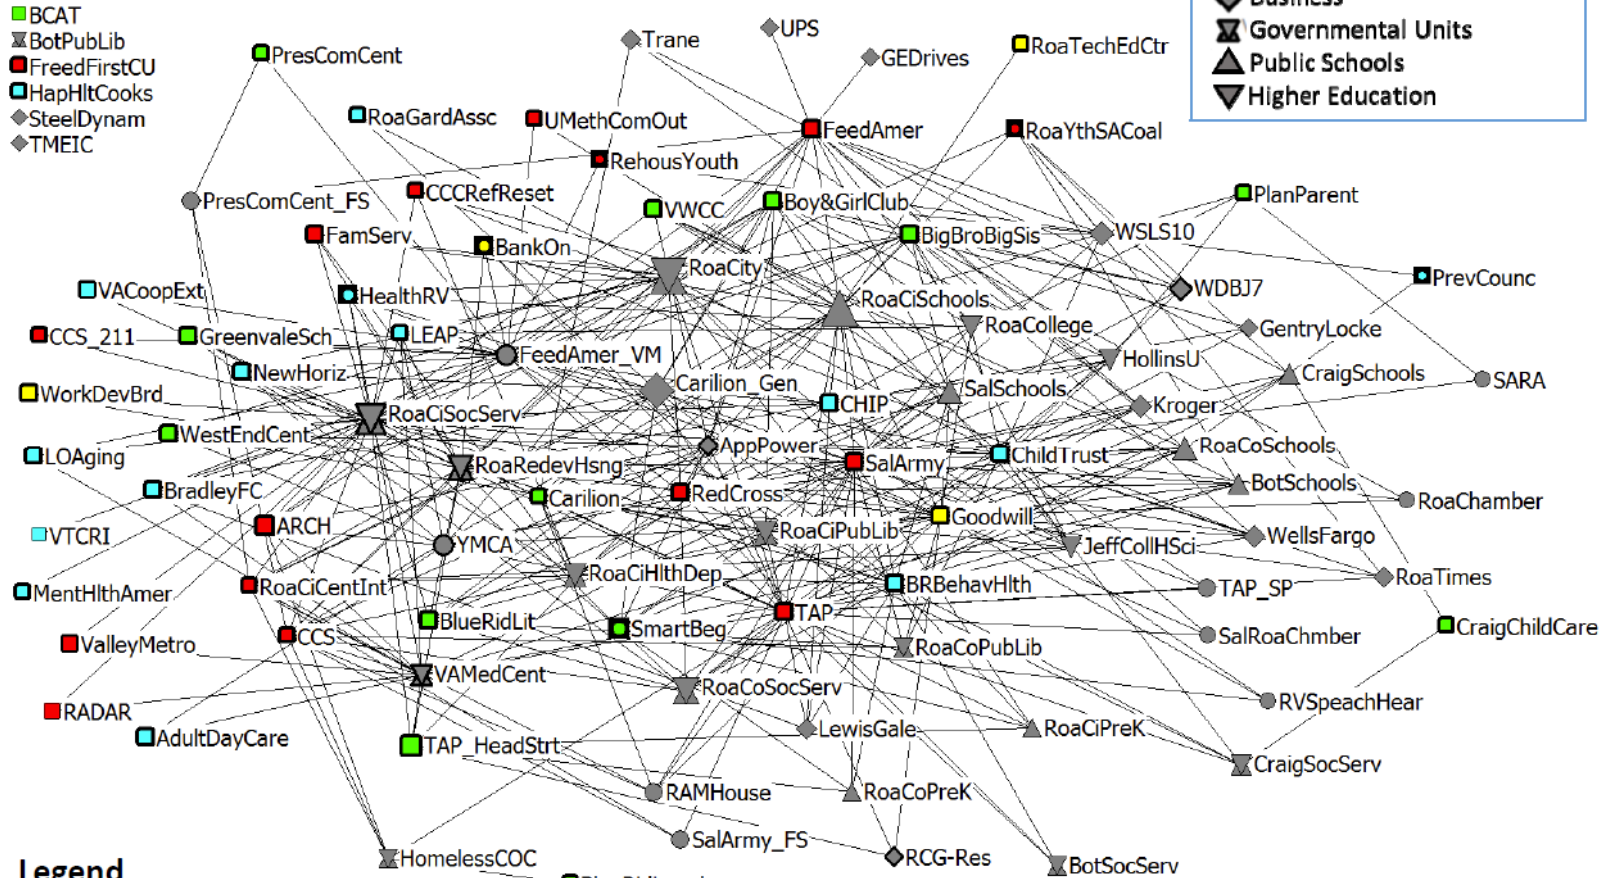 BCAT
BotPubLib
FreedFirstCU
HapHltCooks
SteelDynam
TMEIC
Business
Governmental Units
Public Schools
Higher Education
UPS
Trane
RoaTechEdCtr
PresComCent
GEDrives
RoaGardAssc
UMethComOut
FeedAmer
RoaYthSACoal
RehousYouth
CCCRefReset
PresComCent_FS
VWCC
Boy&GirlClub
PlanParent
FamServ
BankOn
BigBroBigSis
WSLS10
RoaCity
PrevCounc
VACoopExt
HealthRV
WDBJ7
RoaCiSchools
RoaCollege
GentryLocke
CCS_211
GreenvaleSch
LEAP
FeedAmer_VM
HollinsU
NewHoriz
CraigSchools
SARA
WorkDevBrd
Carilion_Gen
SalSchools
CHIP
Kroger
RoaCiSocServ
WestEndCent
AppPower
RoaCoSchools
LOAging
RoaRedevHsng
SalArmy
ChildTrust
BradleyFC
Carilion
RedCross
BotSchools
RoaChamber
Goodwill
ARCH
RoaCiPubLib
VTCRI
YMCA
JeffCollHSci
WellsFargo
RoaCiHlthDep
RoaTimes
MentHlthAmer
RoaCiCentInt
BRBehavHlth
TAP_SP
BlueRidLit
TAP
SmartBeg
CraigChildCare
CCS
SalRoaChmber
ValleyMetro
RoaCoPubLib
VAMedCent
RoaCoSocServ
RVSpeachHear
RADAR
LewisGale
RoaCiPreK
AdultDayCare
TAP_HeadStrt
CraigSocServ
RAMHouse
RoaCoPreK
SalArmy_FS
HomelessCOC
RCG-Res
BotSocServ
Legend